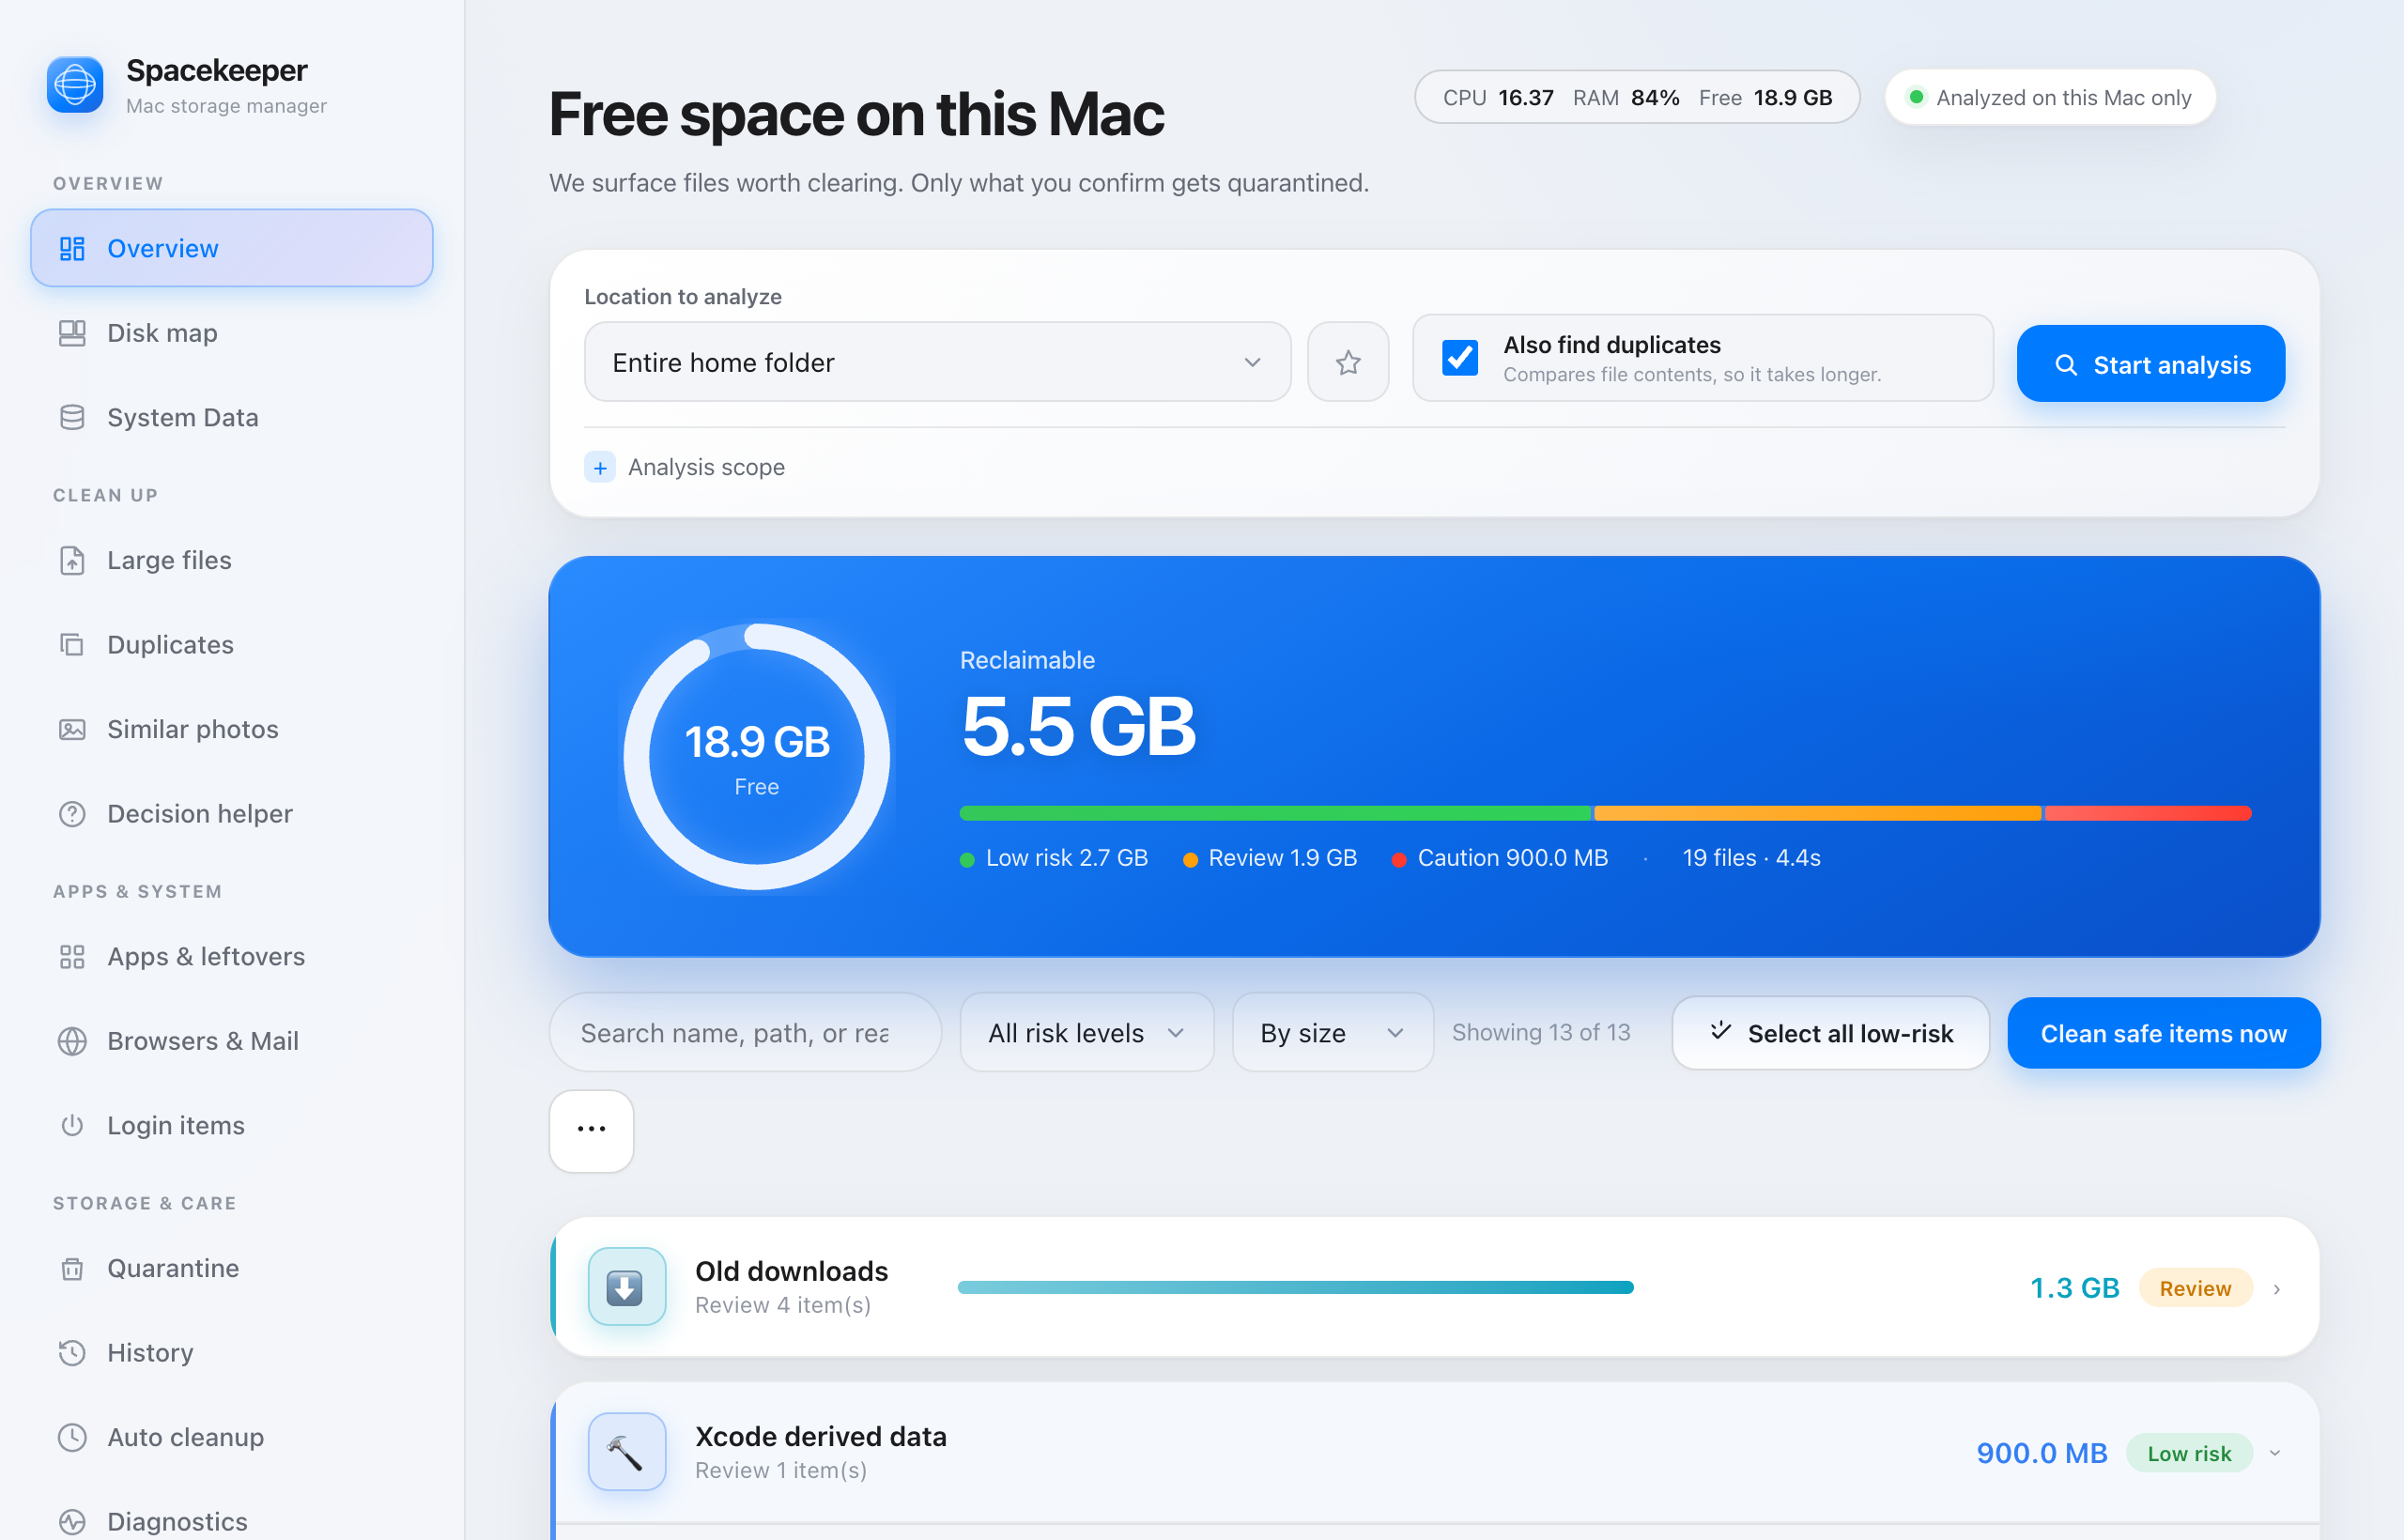 Spacekeeper
Mac storage manager
OVERVIEW
Overview
Disk map
System Data
CLEAN UP
Large files
Duplicates
Similar photos
Decision helper
APPS & SYSTEM
Apps & leftovers
Browsers & Mail
Login items
STORAGE & CARE
Quarantine
History
Auto cleanup
Diagnostics
Free space on this Mac
We surface files worth clearing. Only what you confirm gets quarantined.
CPU 16.37 RAM 84% Free 18.9 GB
Analyzed on this Mac only
Location to analyze
Entire home folder
Also find duplicates
Compares file contents, so it takes longer.
Start analysis
+ Analysis scope
18.9 GB
Free
Reclaimable
5.5 GB
Low risk 2.7 GB Review 1.9 GB Caution 900.0 MB · 19 files · 4.4s
Search name, path, or rea
All risk levels
By size
Showing 13 of 13
Select all low-risk
Clean safe items now
...
Old downloads
Review 4 item(s)
1.3 GB
Review
Xcode derived data
Review 1 item(s)
900.0 MB
Low risk